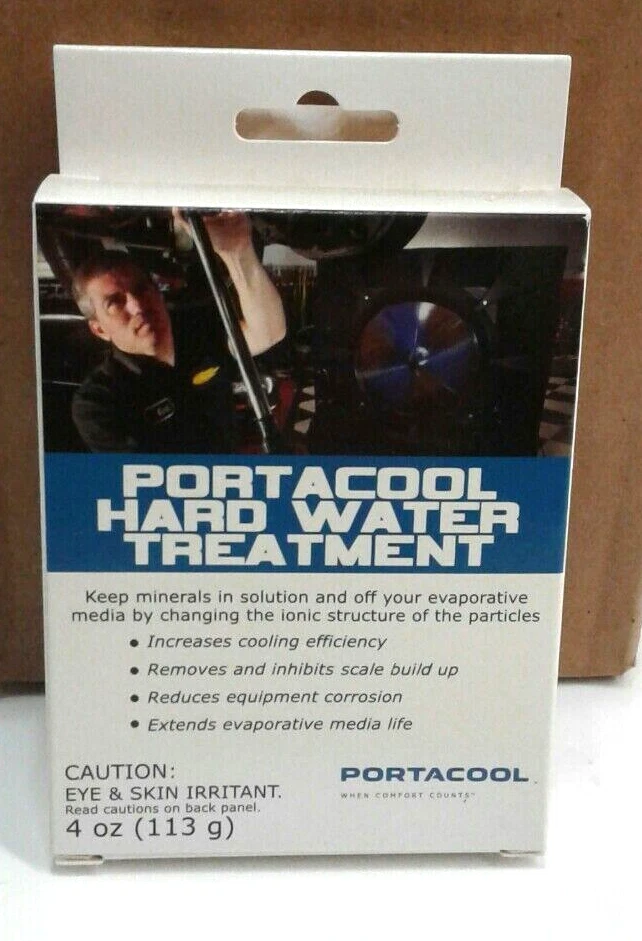 PORTACOOL
HARD WATER
TREATMENT
Keep minerals in solution and off your evaporative
media by changing the ionic structure of the particles
• Increases cooling efficiency
• Removes and inhibits scale build up
• Reduces equipment corrosion
• Extends evaporative media life
CAUTION:
EYE & SKIN IRRITANT.
Read cautions on back panel.
4 oz (113 g)
PORTACOOL
WHEN COMFORT COUNTS™